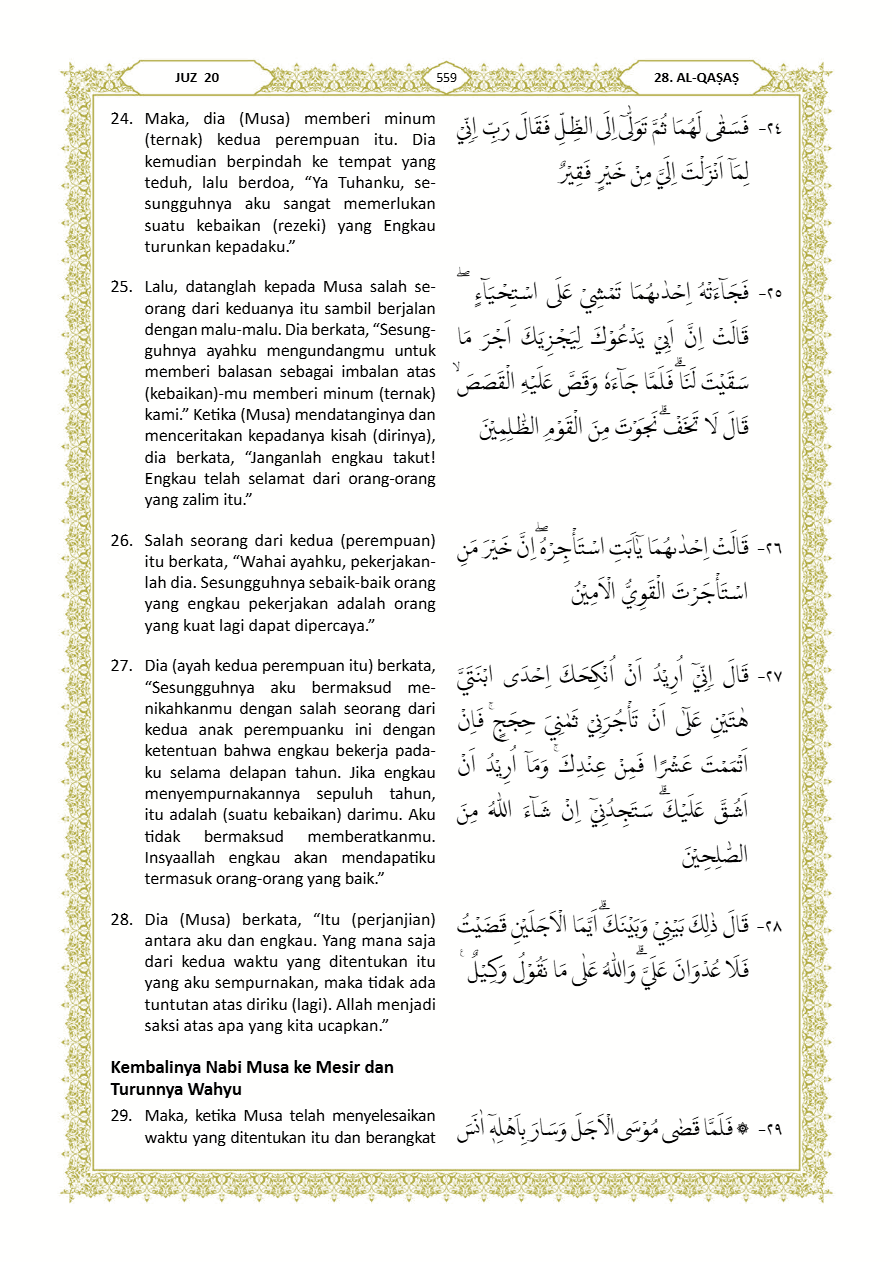 JUZ 20
559
28. AL-QAṢAṢ
24. Maka, dia (Musa) memberi minum
(ternak) kedua perempuan itu. Dia
kemudian berpindah ke tempat yang
teduh, lalu berdoa, “Ya Tuhanku, se-
sungguhnya aku sangat memerlukan
suatu kebaikan (rezeki) yang Engkau
turunkan kepadaku.”
٢٤- فَسَقٰى لَهُمَا ثُمَّ تَوَلّٰىٓ اِلَى الظِّلِّ فَقَالَ رَبِّ اِنِّيْ
لِمَآ اَنْزَلْتَ اِلَيَّ مِنْ خَيْرٍ فَقِيْرٌ
25. Lalu, datanglah kepada Musa salah se-
orang dari keduanya itu sambil berjalan
dengan malu-malu. Dia berkata, “Sesung-
guhnya ayahku mengundangmu untuk
memberi balasan sebagai imbalan atas
(kebaikan)-mu memberi minum (ternak)
kami.” Ketika (Musa) mendatanginya dan
menceritakan kepadanya kisah (dirinya),
dia berkata, “Janganlah engkau takut!
Engkau telah selamat dari orang-orang
yang zalim itu.”
٢٥- فَجَاۤءَتْهُ اِحْدٰىهُمَا تَمْشِيْ عَلَى اسْتِحْيَاۤءٍ ۖ
قَالَتْ اِنَّ اَبِيْ يَدْعُوْكَ لِيَجْزِيَكَ اَجْرَ مَا
سَقَيْتَ لَنَاۗ فَلَمَّا جَاۤءَهٗ وَقَصَّ عَلَيْهِ الْقَصَصَۙ
قَالَ لَا تَخَفْۗ نَجَوْتَ مِنَ الْقَوْمِ الظّٰلِمِيْنَ
26. Salah seorang dari kedua (perempuan)
itu berkata, “Wahai ayahku, pekerjakan-
lah dia. Sesungguhnya sebaik-baik orang
yang engkau pekerjakan adalah orang
yang kuat lagi dapat dipercaya.”
٢٦- قَالَتْ اِحْدٰىهُمَا يٰٓاَبَتِ اسْتَأْجِرْهُ ۖاِنَّ خَيْرَ مَنِ
اسْتَأْجَرْتَ الْقَوِيُّ الْاَمِيْنُ
27. Dia (ayah kedua perempuan itu) berkata,
“Sesungguhnya aku bermaksud me-
nikahkanmu dengan salah seorang dari
kedua anak perempuanku ini dengan
ketentuan bahwa engkau bekerja pada-
ku selama delapan tahun. Jika engkau
menyempurnakannya sepuluh tahun,
itu adalah (suatu kebaikan) darimu. Aku
tidak bermaksud memberatkanmu.
Insyaallah engkau akan mendapatiku
termasuk orang-orang yang baik.”
٢٧- قَالَ اِنِّيْٓ اُرِيْدُ اَنْ اُنْكِحَكَ اِحْدَى ابْنَتَيَّ
هٰتَيْنِ عَلٰٓى اَنْ تَأْجُرَنِيْ ثَمٰنِيَ حِجَجٍۚ فَاِنْ
اَتْمَمْتَ عَشْرًا فَمِنْ عِنْدِكَۚ وَمَآ اُرِيْدُ اَنْ
اَشُقَّ عَلَيْكَۗ سَتَجِدُنِيْٓ اِنْ شَاۤءَ اللّٰهُ مِنَ
الصّٰلِحِيْنَ
28. Dia (Musa) berkata, “Itu (perjanjian)
antara aku dan engkau. Yang mana saja
dari kedua waktu yang ditentukan itu
yang aku sempurnakan, maka tidak ada
tuntutan atas diriku (lagi). Allah menjadi
saksi atas apa yang kita ucapkan.”
٢٨- قَالَ ذٰلِكَ بَيْنِيْ وَبَيْنَكَۗ اَيَّمَا الْاَجَلَيْنِ قَضَيْتُ
فَلَا عُدْوَانَ عَلَيَّۗ وَاللّٰهُ عَلٰى مَا نَقُوْلُ وَكِيْلٌ ۚ
Kembalinya Nabi Musa ke Mesir dan
Turunnya Wahyu
29. Maka, ketika Musa telah menyelesaikan
waktu yang ditentukan itu dan berangkat
٢٩- ۞ فَلَمَّا قَضٰى مُوْسَى الْاَجَلَ وَسَارَ بِاَهْلِهٖٓ اٰنَسَ